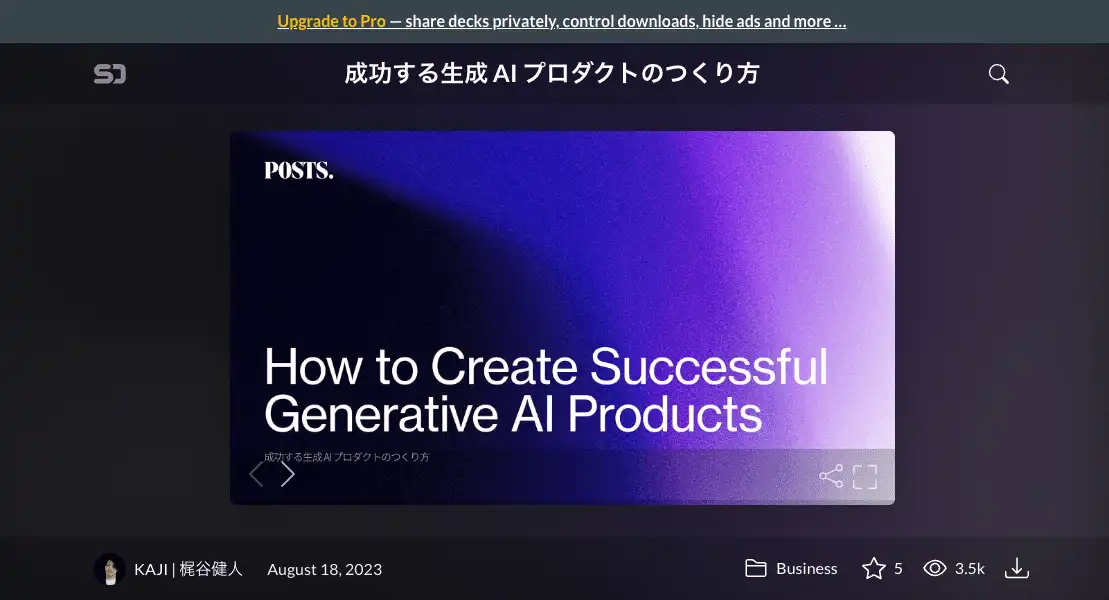 Upgrade to Pro — share decks privately, control downloads, hide ads and more …
SD
成功する生成 AI プロダクトのつくり方
POSTS.
How to Create Successful
Generative AI Products
成功する生成AIプロダクトのつくり方
KAJI | 梶谷健人
August 18, 2023
Business
5
3.5k